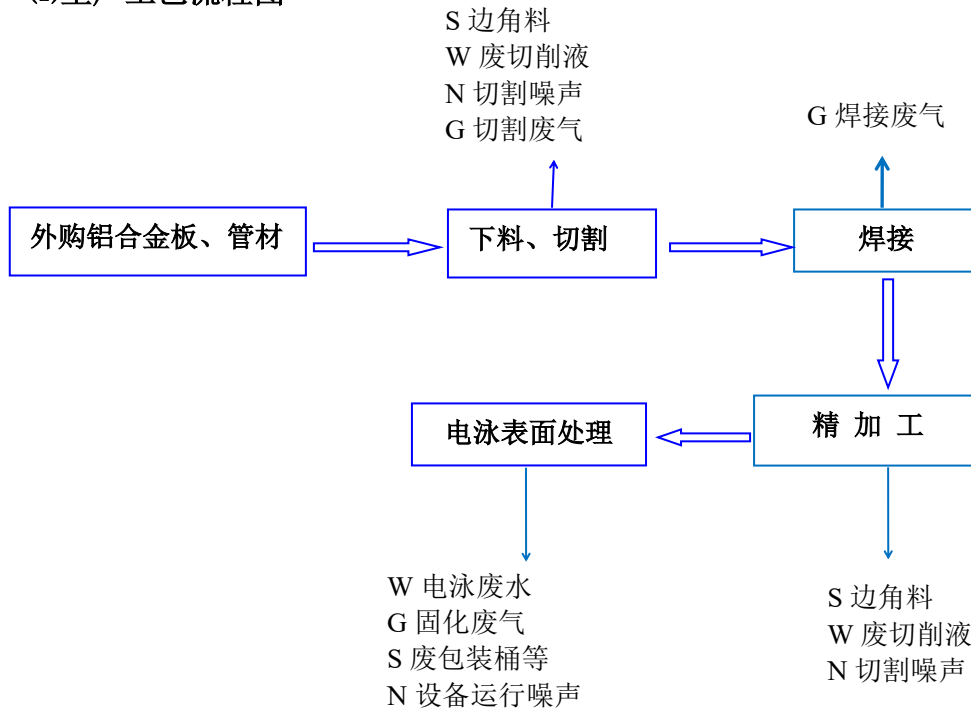 S 边角料
W 废切削液
N 切割噪声
G 切割废气
G 焊接废气
外购铝合金板、管材
下料、切割
焊接
电泳表面处理
精 加 工
W 电泳废水
G 固化废气
S 废包装桶等
N 设备运行噪声
S 边角料
W 废切削液
N 切割噪声